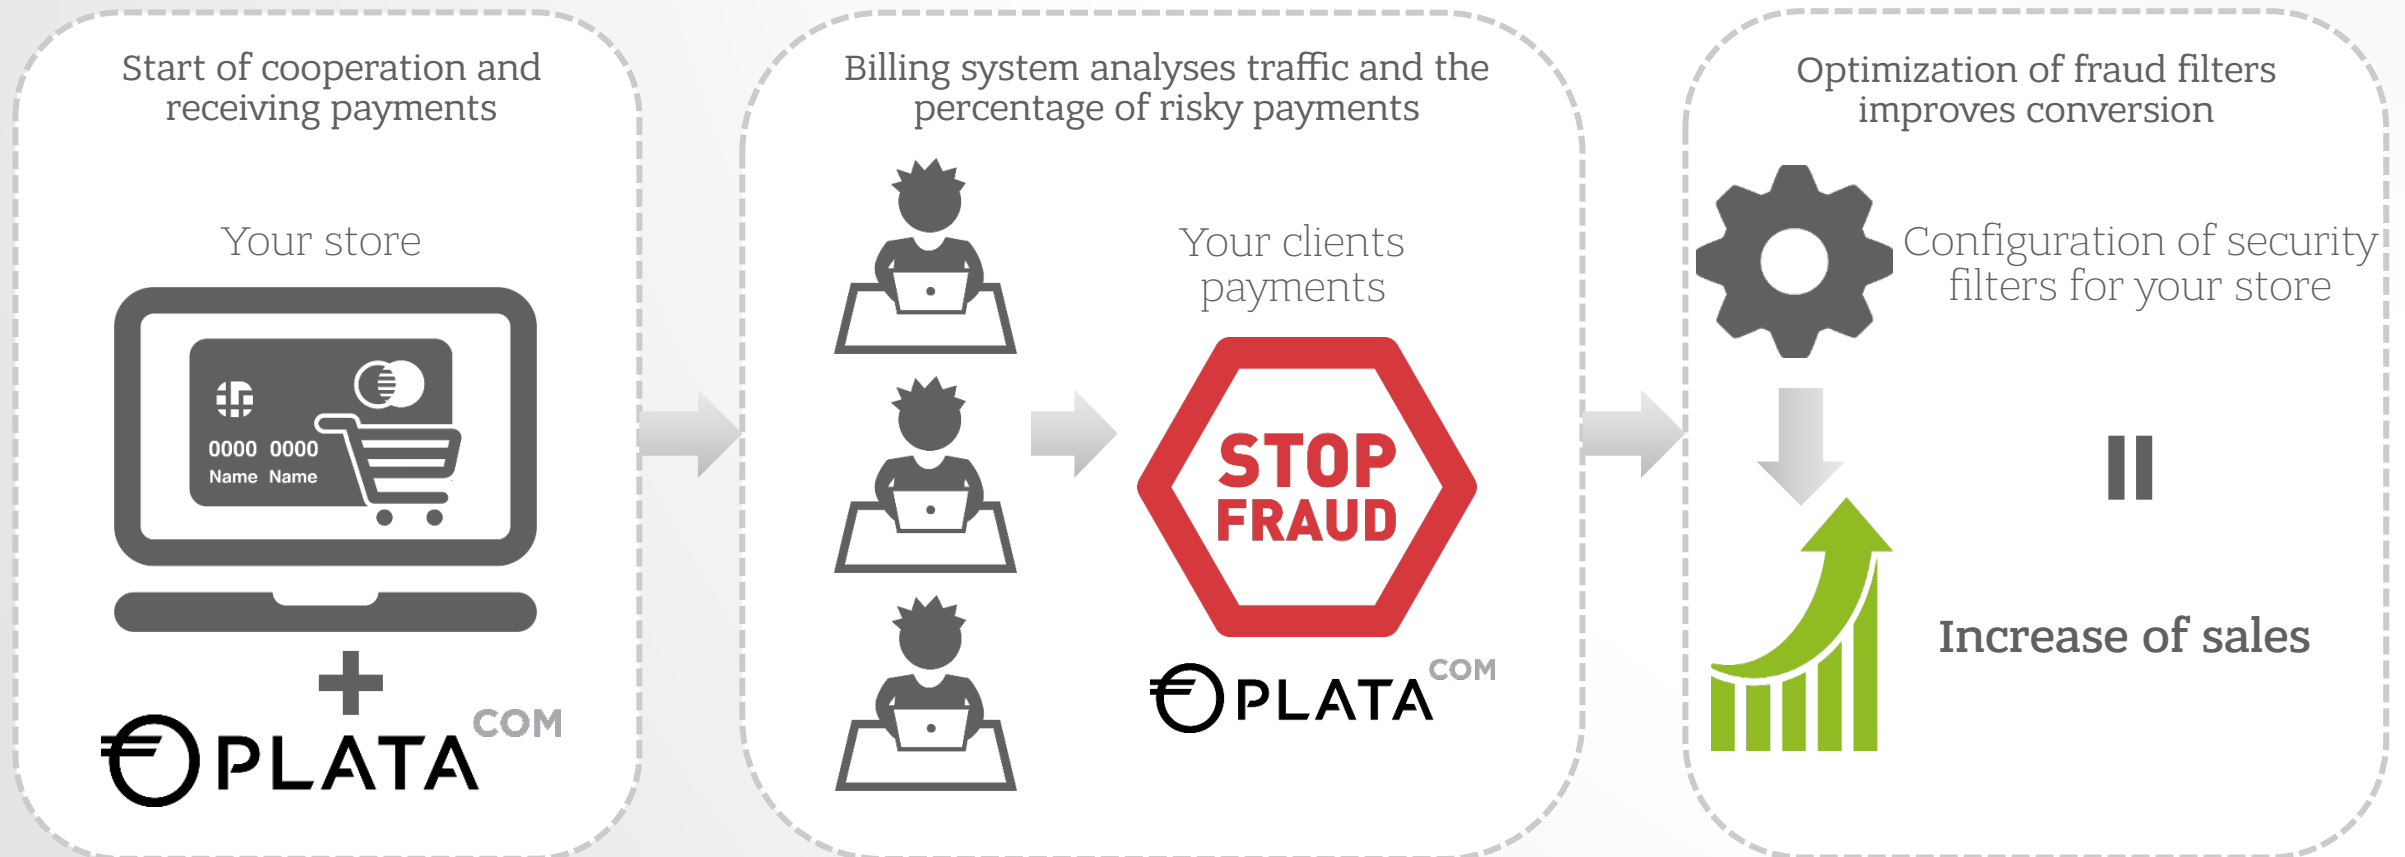 Start of cooperation and
receiving payments
Your store
0000 0000
Name Name
PLATA COM
Billing system analyses traffic and the
percentage of risky payments
Your clients
payments
STOP
FRAUD
PLATA COM
Optimization of fraud filters
improves conversion
Configuration of security
filters for your store
Increase of sales